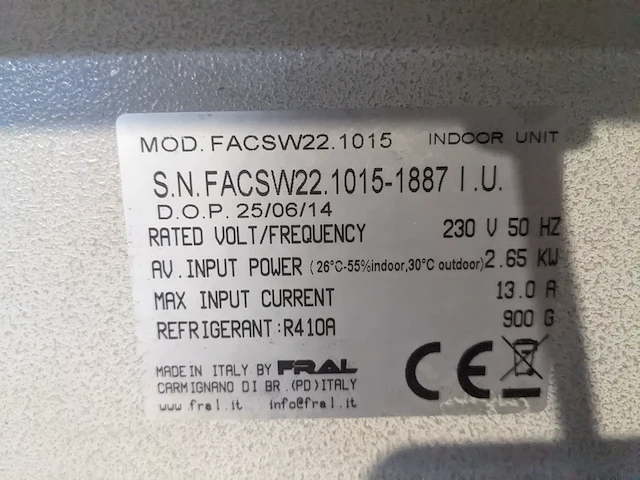 MOD. FACSW22.1015 INDOOR UNIT
S.N.FACSW22.1015-1887 I.U.
D.O.P. 25/06/14
RATED VOLT/FREQUENCY 230 V 50 HZ
AV.INPUT POWER (26°C-55%indoor,30°C outdoor) 2.65 KW
MAX INPUT CURRENT 13.0 A
REFRIGERANT:R410A 900 G
MADE IN ITALY BY FRAL
CARMIGNANO DI BR.(PD)ITALY
www.fral.it info@fral.it
CE